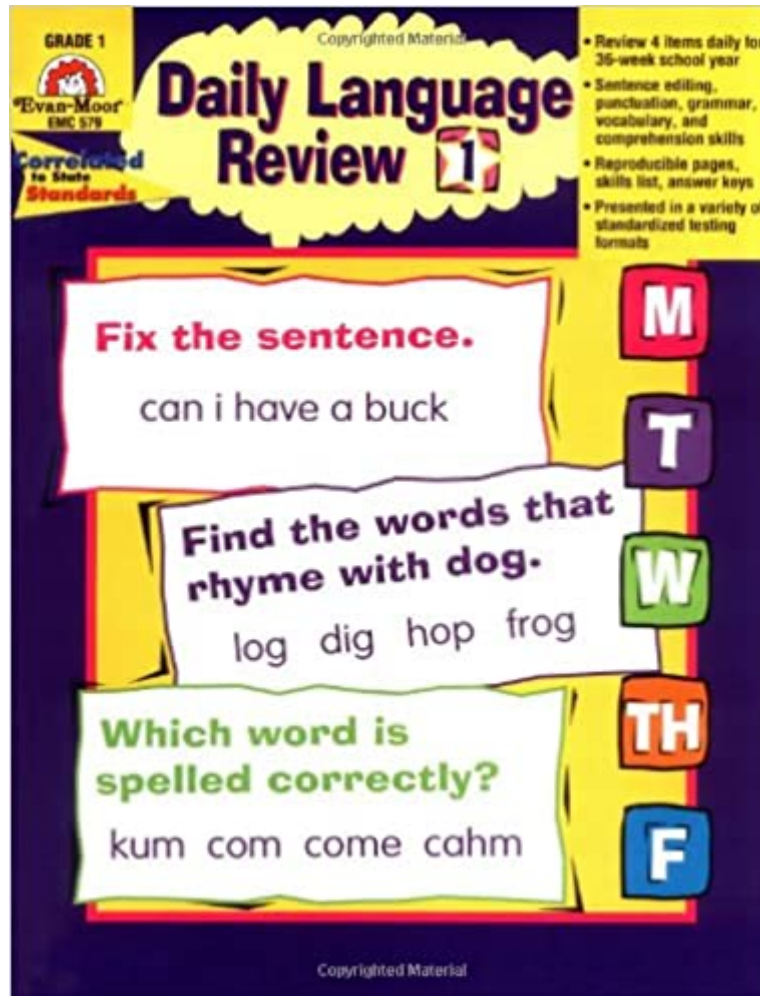 GRADE 1
Evan-Moor®
EMC 579
Correlated
to State
Standards
Copyrighted Material
Daily Language
Review 1
• Review 4 items daily for
36-week school year
• Sentence editing,
punctuation, grammar,
vocabulary, and
comprehension skills
• Reproducible pages,
skills list, answer keys
• Presented in a variety of
standardized testing
formats
Fix the sentence.
can i have a buck
Find the words that
rhyme with dog.
log dig hop frog
Which word is
spelled correctly?
kum com come cahm
M
T
W
TH
F
Copyrighted Material